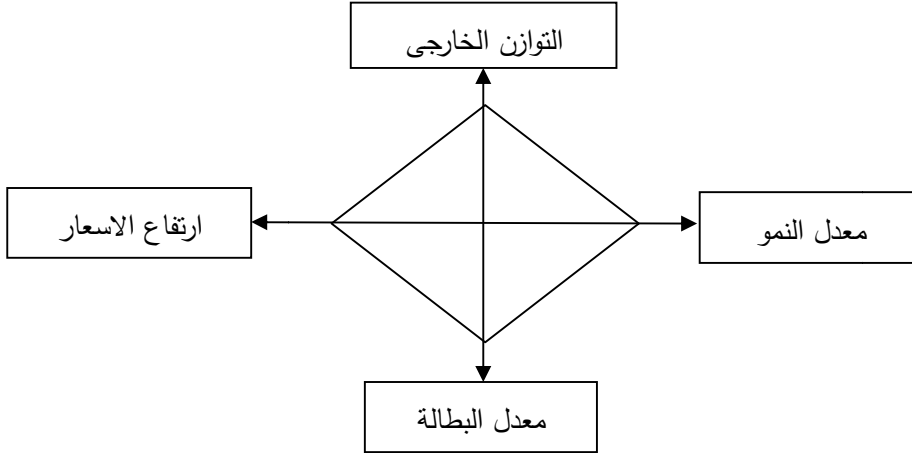 التوازن الخارجى
ارتفاع الاسعار
معدل النمو
معدل البطالة